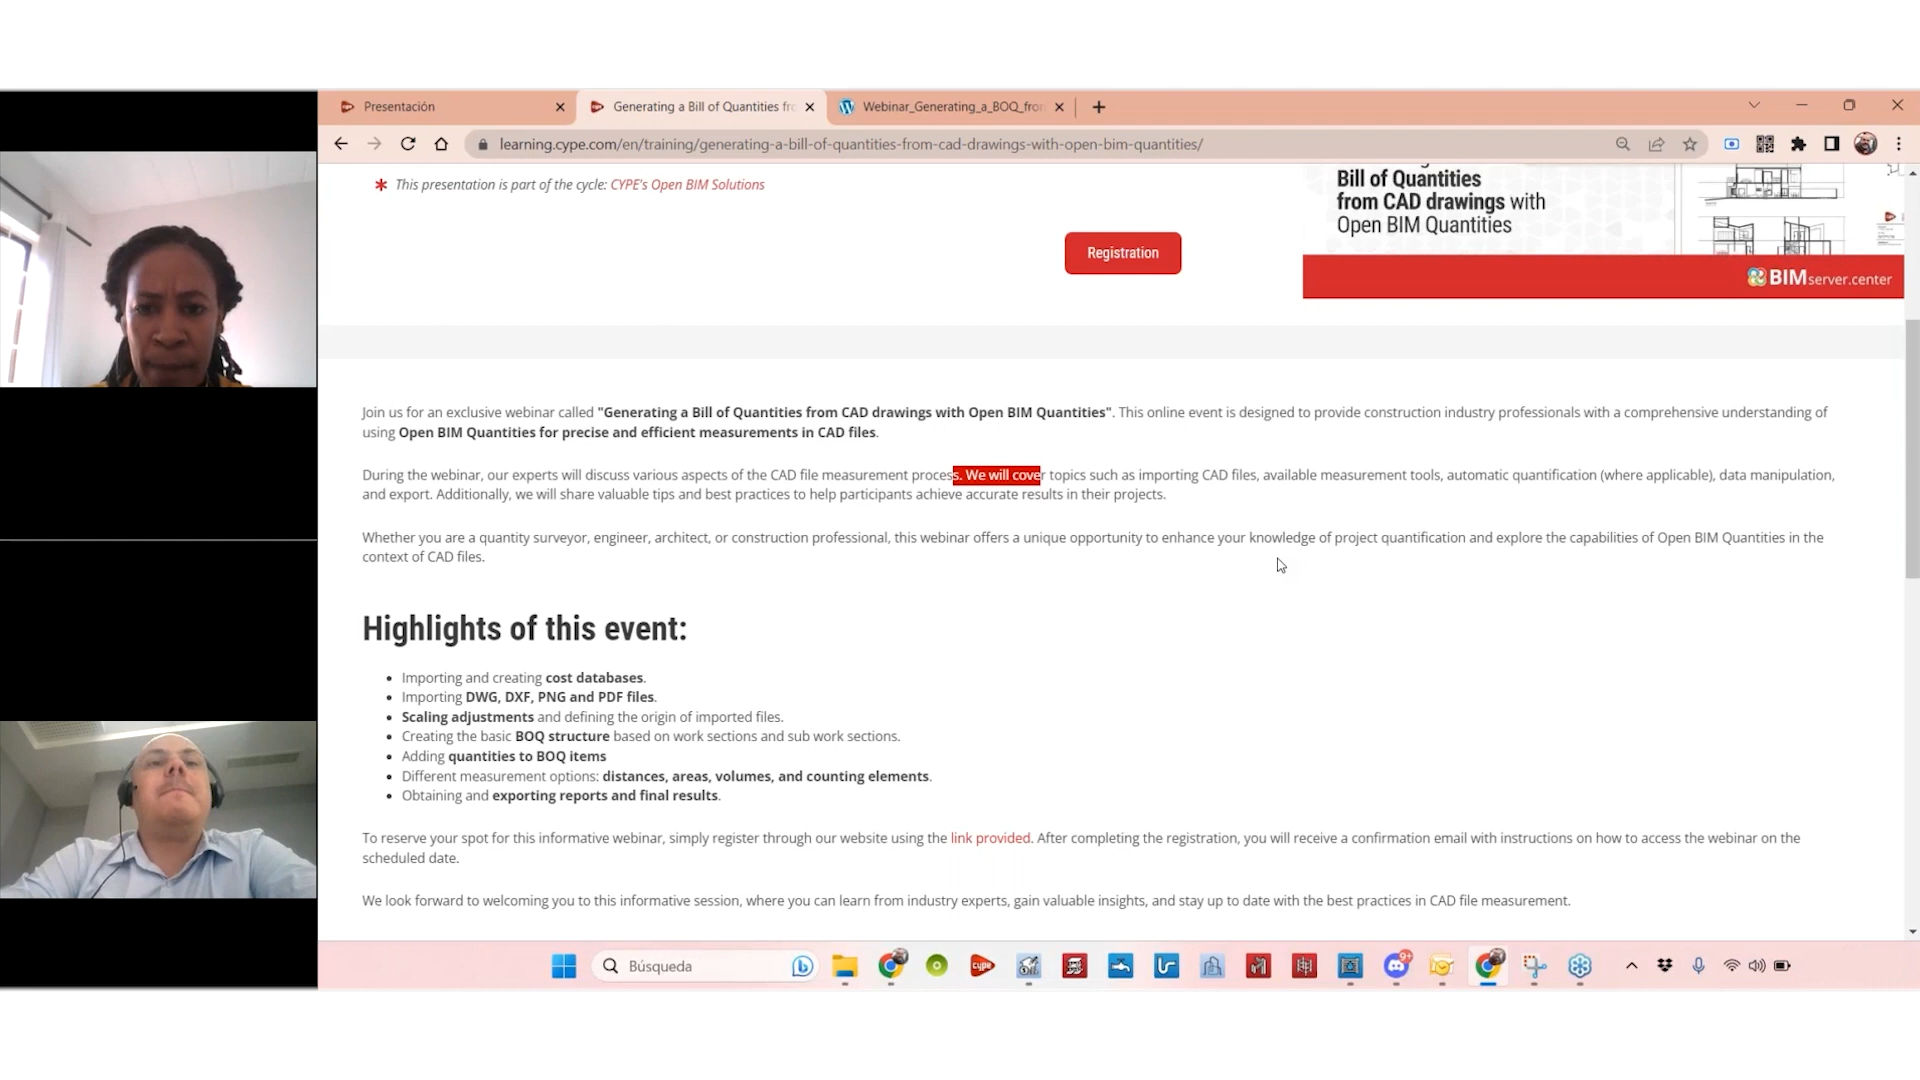 Presentación
Generating a Bill of Quantities fro
Webinar_Generating_a_BOQ_fron
learning.cype.com/en/training/generating-a-bill-of-quantities-from-cad-drawings-with-open-bim-quantities/
* This presentation is part of the cycle: CYPE's Open BIM Solutions
Registration
Bill of Quantities
from CAD drawings with
Open BIM Quantities
BIMserver.center
Join us for an exclusive webinar called "Generating a Bill of Quantities from CAD drawings with Open BIM Quantities". This online event is designed to provide construction industry professionals with a comprehensive understanding of
using Open BIM Quantities for precise and efficient measurements in CAD files.
During the webinar, our experts will discuss various aspects of the CAD file measurement process. We will cover topics such as importing CAD files, available measurement tools, automatic quantification (where applicable), data manipulation,
and export. Additionally, we will share valuable tips and best practices to help participants achieve accurate results in their projects.
Whether you are a quantity surveyor, engineer, architect, or construction professional, this webinar offers a unique opportunity to enhance your knowledge of project quantification and explore the capabilities of Open BIM Quantities in the
context of CAD files.
Highlights of this event:
• Importing and creating cost databases.
• Importing DWG, DXF, PNG and PDF files.
• Scaling adjustments and defining the origin of imported files.
• Creating the basic BOQ structure based on work sections and sub work sections.
• Adding quantities to BOQ items
• Different measurement options: distances, areas, volumes, and counting elements.
• Obtaining and exporting reports and final results.
To reserve your spot for this informative webinar, simply register through our website using the link provided. After completing the registration, you will receive a confirmation email with instructions on how to access the webinar on the
scheduled date.
We look forward to welcoming you to this informative session, where you can learn from industry experts, gain valuable insights, and stay up to date with the best practices in CAD file measurement.
Búsqueda
cype
9+